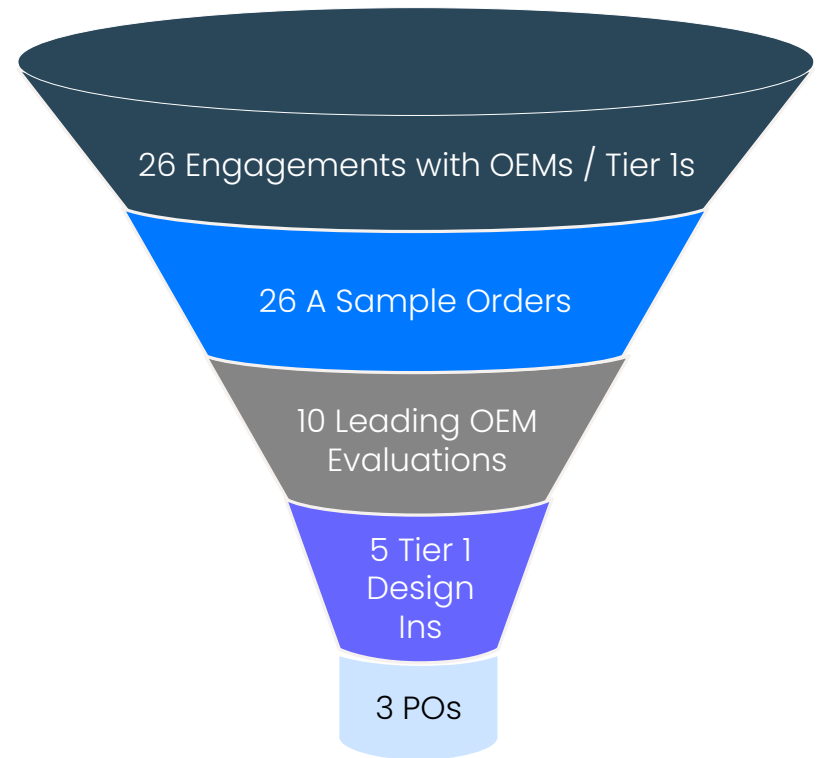 26 Engagements with OEMs / Tier 1s
26 A Sample Orders
10 Leading OEM
Evaluations
5 Tier 1
Design
Ins
3 POs